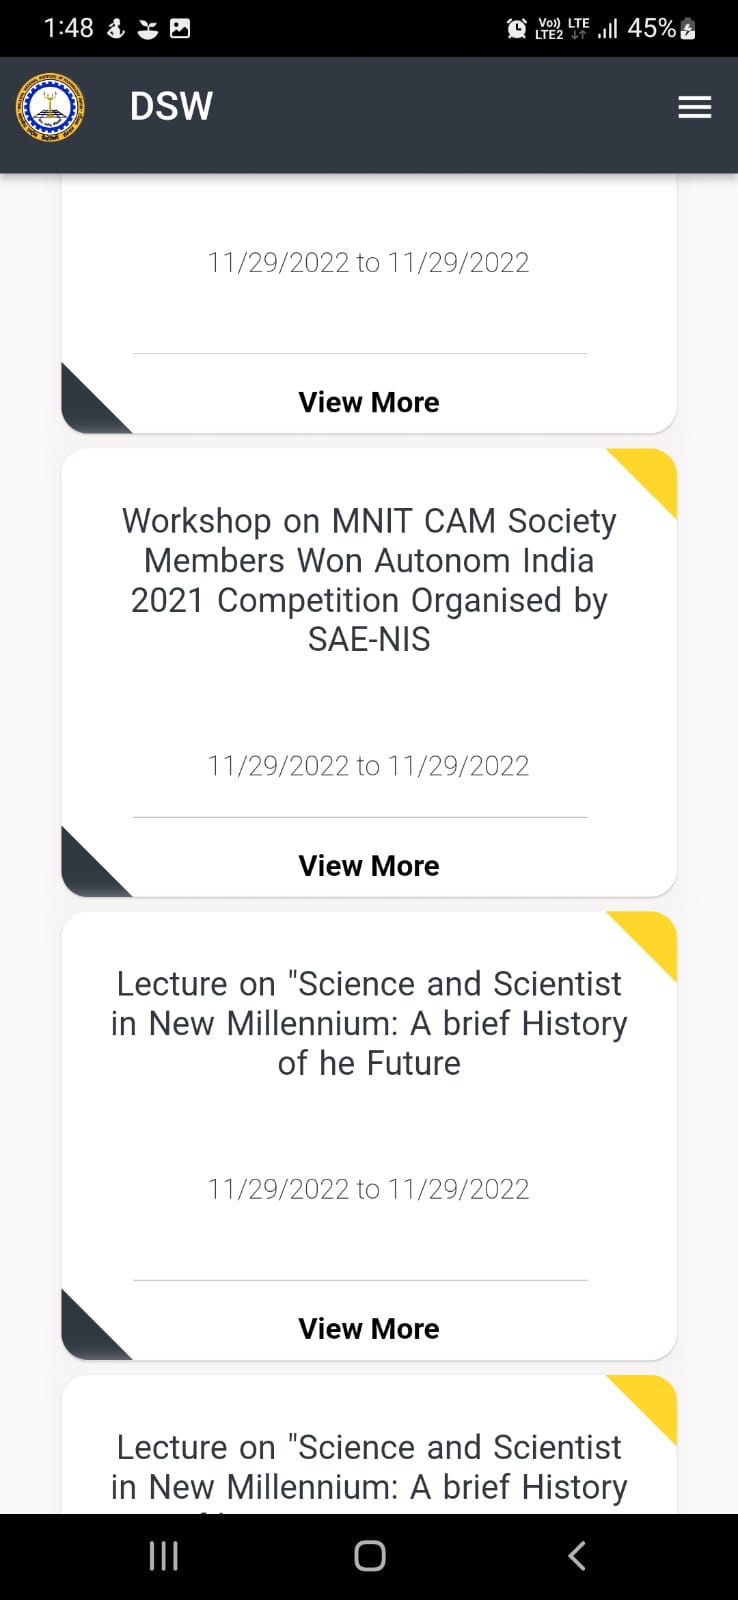 1:48
Vo)) LTE
LTE2
45%
DSW
11/29/2022 to 11/29/2022
View More
Workshop on MNIT CAM Society
Members Won Autonom India
2021 Competition Organised by
SAE-NIS
11/29/2022 to 11/29/2022
View More
Lecture on "Science and Scientist
in New Millennium: A brief History
of he Future
11/29/2022 to 11/29/2022
View More
Lecture on "Science and Scientist
in New Millennium: A brief History